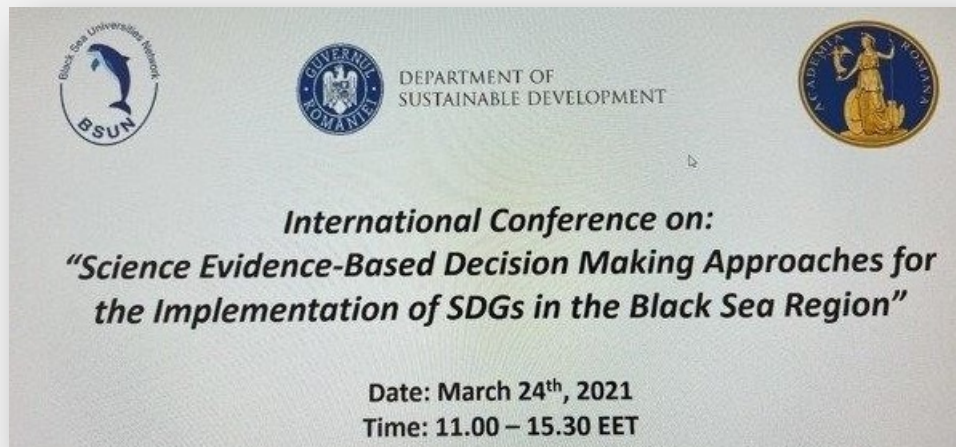 Black Sea Universities Network
BSUN
GUVERNUL
ROMÂNIEI
DEPARTMENT OF
SUSTAINABLE DEVELOPMENT
ACADEMIA ROMANA
International Conference on:
“Science Evidence-Based Decision Making Approaches for
the Implementation of SDGs in the Black Sea Region”
Date: March 24th, 2021
Time: 11.00 – 15.30 EET